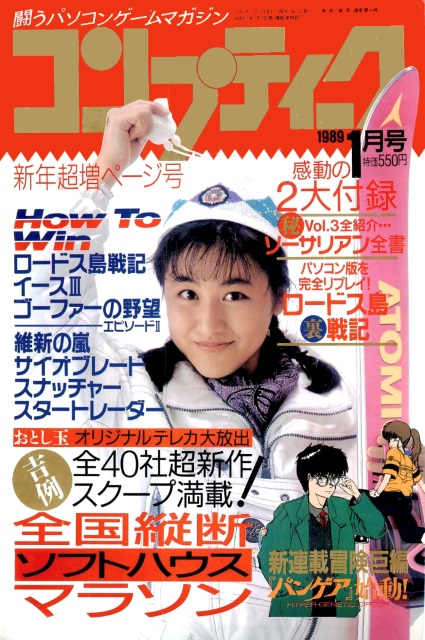 闘うパソコンゲームマガジン
コンプティーク
1989 1月号
特価550円
新年超増ページ号
感動の
2大付録
㊙Vol.3全紹介…
ソーサリアン全書
パソコン版を
完全リプレイ!
ロードス島
裏戦記
How To
Win
ロードス島戦記
イースⅢ
ゴーファーの野望
エピソードⅡ
維新の嵐
サイオブレード
スナッチャー
スタートレーダー
ATOMI
おとし玉 オリジナルテレカ大放出
吉例
全40社超新作
スクープ満載!
全国縦断
ソフトハウス
マラソン
新連載冒険巨編
『パンゲア』始動!
HYPER-GENETIC GROUP